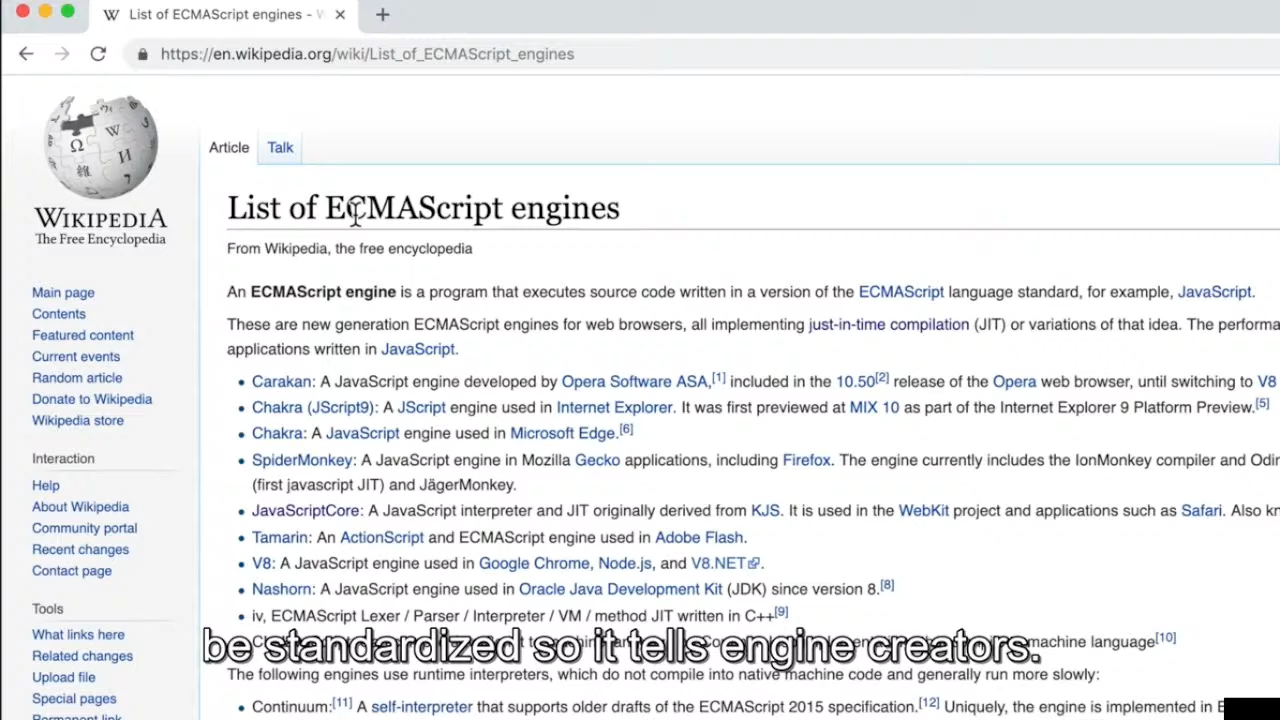 List of ECMAScript engines - W
https://en.wikipedia.org/wiki/List_of_ECMAScript_engines
WIKIPEDIA
The Free Encyclopedia
Main page
Contents
Featured content
Current events
Random article
Donate to Wikipedia
Wikipedia store
Interaction
Help
About Wikipedia
Community portal
Recent changes
Contact page
Tools
What links here
Related changes
Upload file
Special pages
Permanent link
Article Talk
List of ECMAScript engines
From Wikipedia, the free encyclopedia
An ECMAScript engine is a program that executes source code written in a version of the ECMAScript language standard, for example, JavaScript.
These are new generation ECMAScript engines for web browsers, all implementing just-in-time compilation (JIT) or variations of that idea. The performa
applications written in JavaScript.
• Carakan: A JavaScript engine developed by Opera Software ASA,[1] included in the 10.50[2] release of the Opera web browser, until switching to V8
• Chakra (JScript9): A JScript engine used in Internet Explorer. It was first previewed at MIX 10 as part of the Internet Explorer 9 Platform Preview.[5]
• Chakra: A JavaScript engine used in Microsoft Edge.[6]
• SpiderMonkey: A JavaScript engine in Mozilla Gecko applications, including Firefox. The engine currently includes the IonMonkey compiler and Odin
(first javascript JIT) and JägerMonkey.
• JavaScriptCore: A JavaScript interpreter and JIT originally derived from KJS. It is used in the WebKit project and applications such as Safari. Also kn
• Tamarin: An ActionScript and ECMAScript engine used in Adobe Flash.
• V8: A JavaScript engine used in Google Chrome, Node.js, and V8.NET.
• Nashorn: A JavaScript engine used in Oracle Java Development Kit (JDK) since version 8.[8]
• iv, ECMAScript Lexer / Parser / Interpreter / VM / method JIT written in C++[9]
machine language[10]
be standardized so it tells engine creators.
The following engines use runtime interpreters, which do not compile into native machine code and generally run more slowly:
• Continuum:[11] A self-interpreter that supports older drafts of the ECMAScript 2015 specification.[12] Uniquely, the engine is implemented in